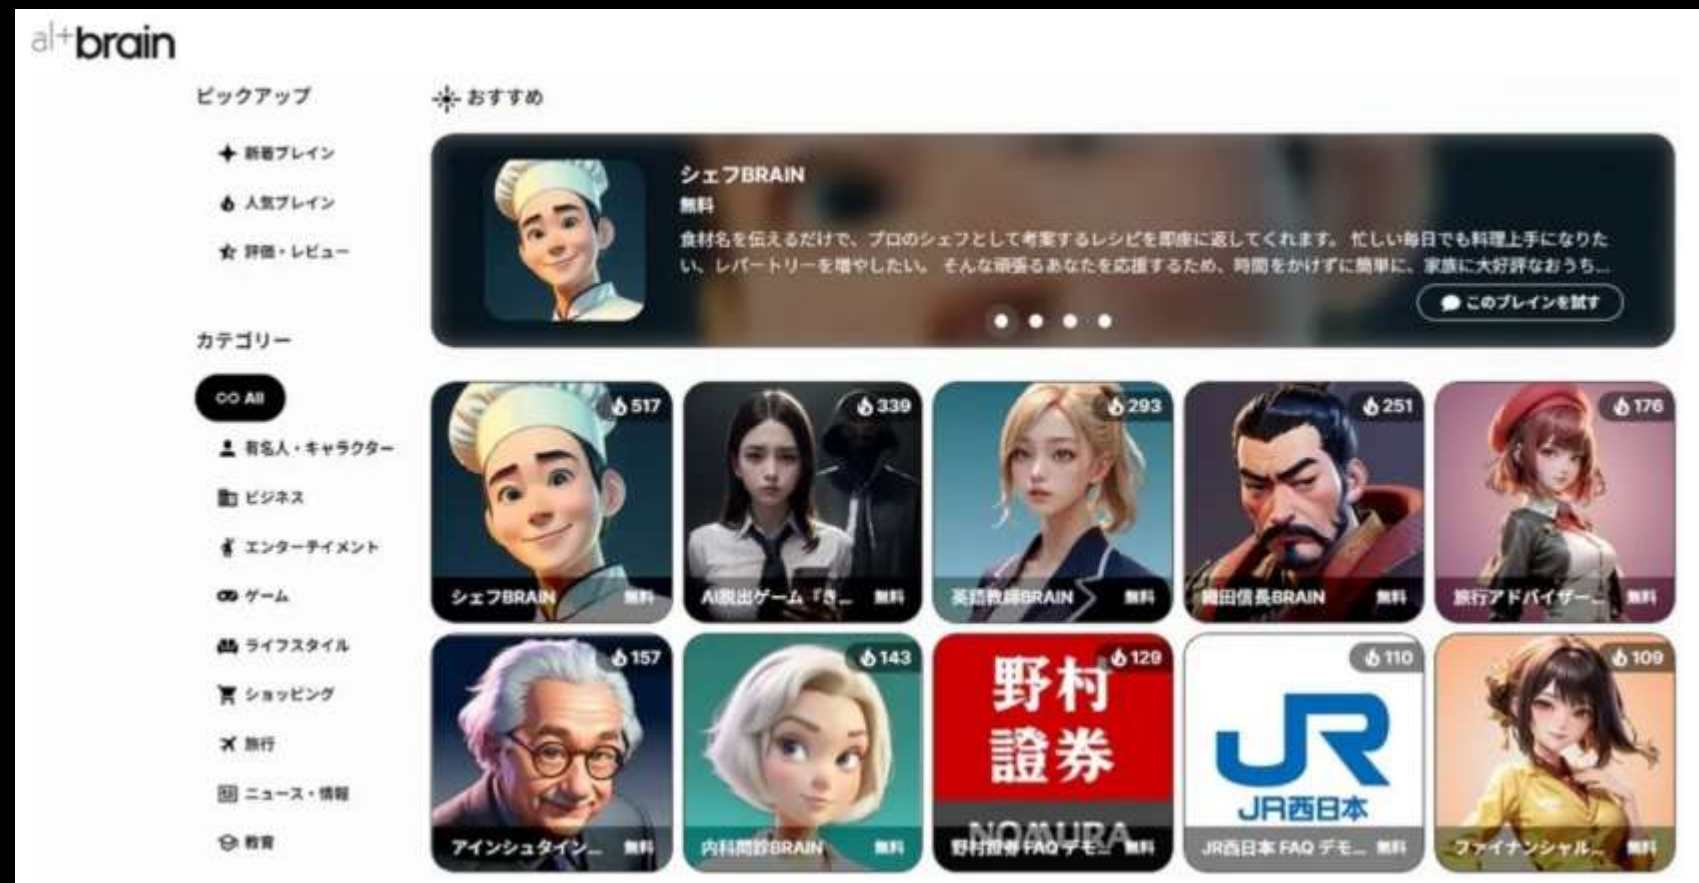 al+brain
ピックアップ
新着ブレイン
人気ブレイン
評価・レビュー
カテゴリー
All
有名人・キャラクター
ビジネス
エンターテイメント
ゲーム
ライフスタイル
ショッピング
旅行
ニュース・情報
教育
おすすめ
シェフBRAIN
無料
食材名を伝えるだけで、プロのシェフとして考案するレシピを即座に返してくれます。 忙しい毎日でも料理上手になりた
い、レパートリーを増やしたい。 そんな頑張るあなたを応援するため、時間をかけずに簡単に、家族に大好評なおうち...
このブレインを試す
517
シェフBRAIN 無料
339
AI脱出ゲーム『き... 無料
293
英語教師BRAIN 無料
251
織田信長BRAIN 無料
176
旅行アドバイザー... 無料
157
アインシュタイン... 無料
143
内科問診BRAIN 無料
129
野村
證券
NOMURA
野村證券 FAQ デモ... 無料
110
JR
JR西日本
JR西日本 FAQ デモ... 無料
109
ファイナンシャル... 無料